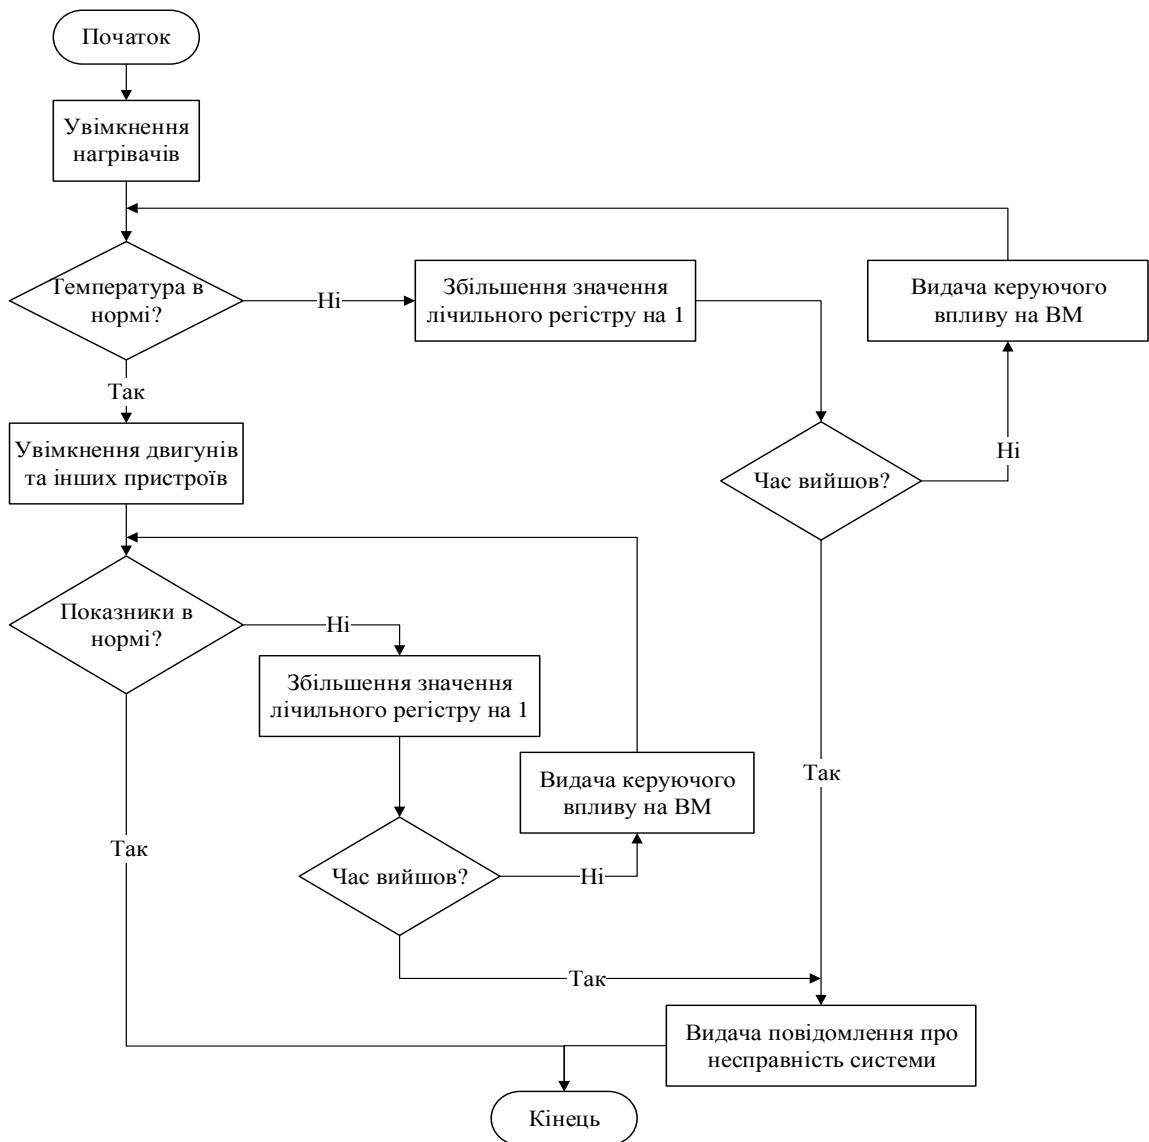 Початок
Увімкнення
нагрівачів
Температура в
нормі?
Ні
Збільшення значення
лічильного регістру на 1
Видача керуючого
впливу на ВМ
Так
Увімкнення двигунів
та інших пристроїв
Час вийшов?
Ні
Показники в
нормі?
Ні
Збільшення значення
лічильного регістру на 1
Видача керуючого
впливу на ВМ
Так
Так
Час вийшов?
Ні
Так
Видача повідомлення про
несправність системи
Кінець